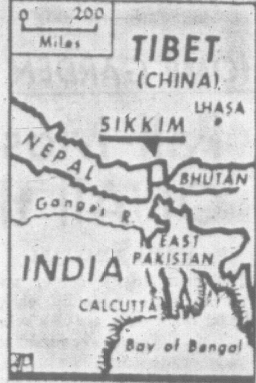 0 200
Miles
TIBET
(CHINA)
LHASA
SIKKIM
NEPAL
BHUTAN
Ganges R.
EAST
PAKISTAN
INDIA
CALCUTTA
Bay of Bengal